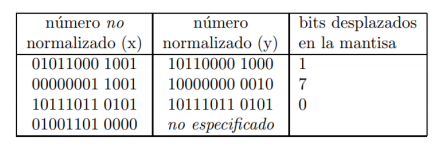 número no número bits desplazados
normalizado (x) normalizado (y) en la mantisa
01011000 1001 10110000 1000 1
00000001 1001 10000000 0010 7
10111011 0101 10111011 0101 0
01001101 0000 no especificado